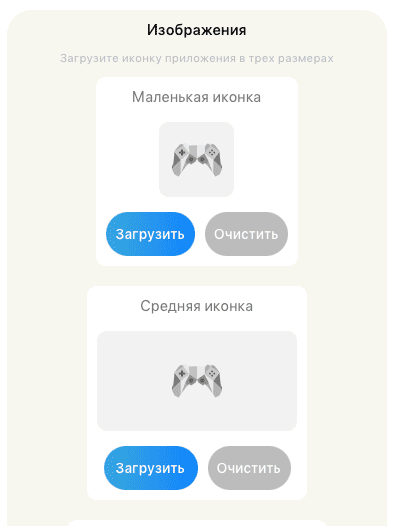 Изображения
Загрузите иконку приложения в трех размерах
Маленькая иконка
Загрузить Очистить
Средняя иконка
Загрузить Очистить